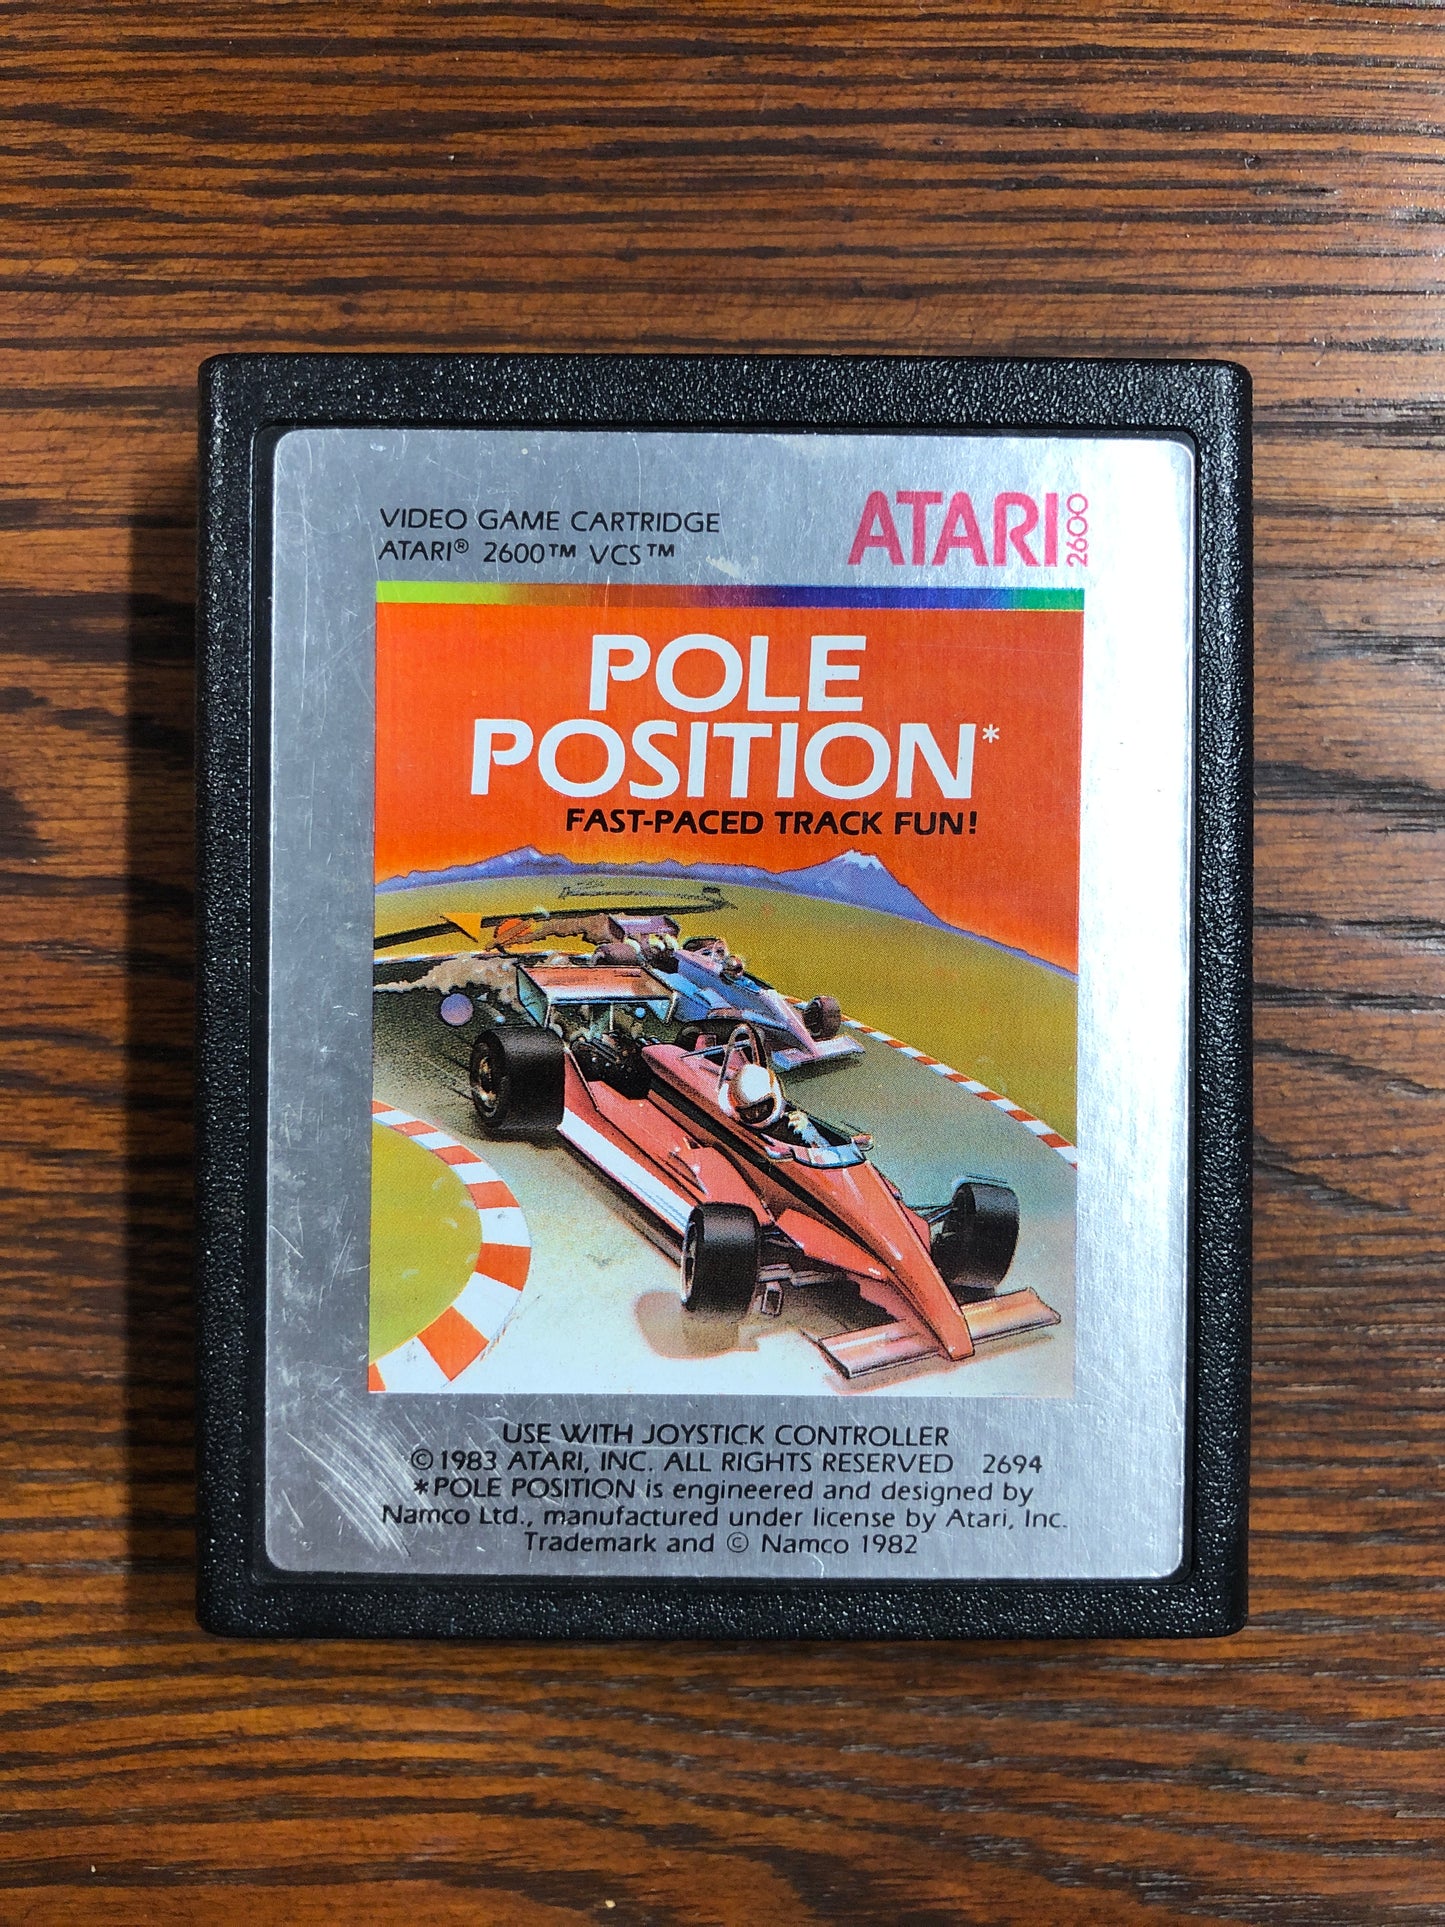 VIDEO GAME CARTRIDGE
ATARI® 2600™ VCS™
ATARI 2600
POLE
POSITION*
FAST-PACED TRACK FUN!
USE WITH JOYSTICK CONTROLLER
©1983 ATARI, INC. ALL RIGHTS RESERVED 2694
*POLE POSITION is engineered and designed by
Namco Ltd., manufactured under license by Atari, Inc.
Trademark and © Namco 1982